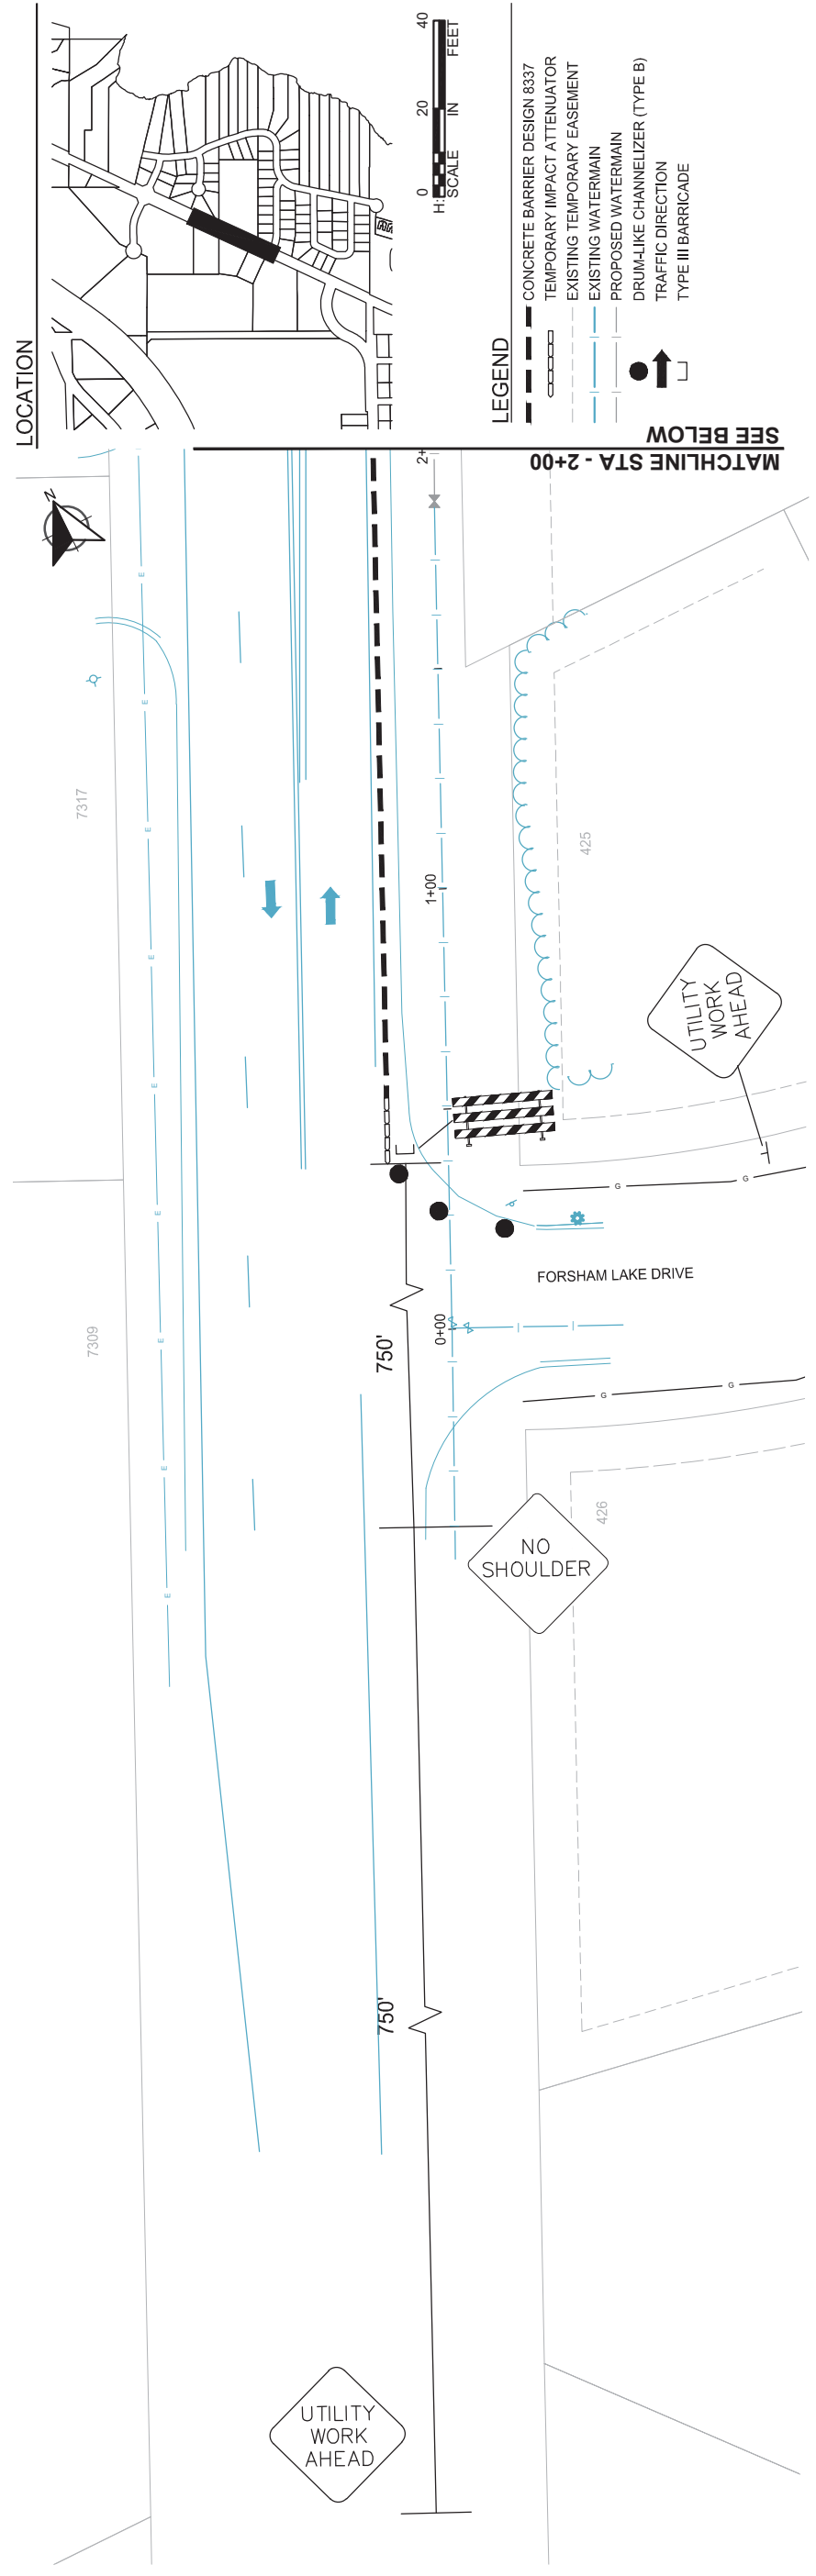 LOCATION
0 20 40
H:
SCALE IN FEET
LEGEND
CONCRETE BARRIER DESIGN 8337
TEMPORARY IMPACT ATTENUATOR
EXISTING TEMPORARY EASEMENT
EXISTING WATERMAIN
PROPOSED WATERMAIN
DRUM-LIKE CHANNELIZER (TYPE B)
TRAFFIC DIRECTION
TYPE III BARRICADE
MATCHLINE STA - 2+00
SEE BELOW
N
2+
E
E
E
E
E
E
E
E
E
7317
425
1+00
UTILITY
WORK
AHEAD
G
G
FORSHAM LAKE DRIVE
0+00
750'
7309
G
G
NO
SHOULDER
426
750'
UTILITY
WORK
AHEAD